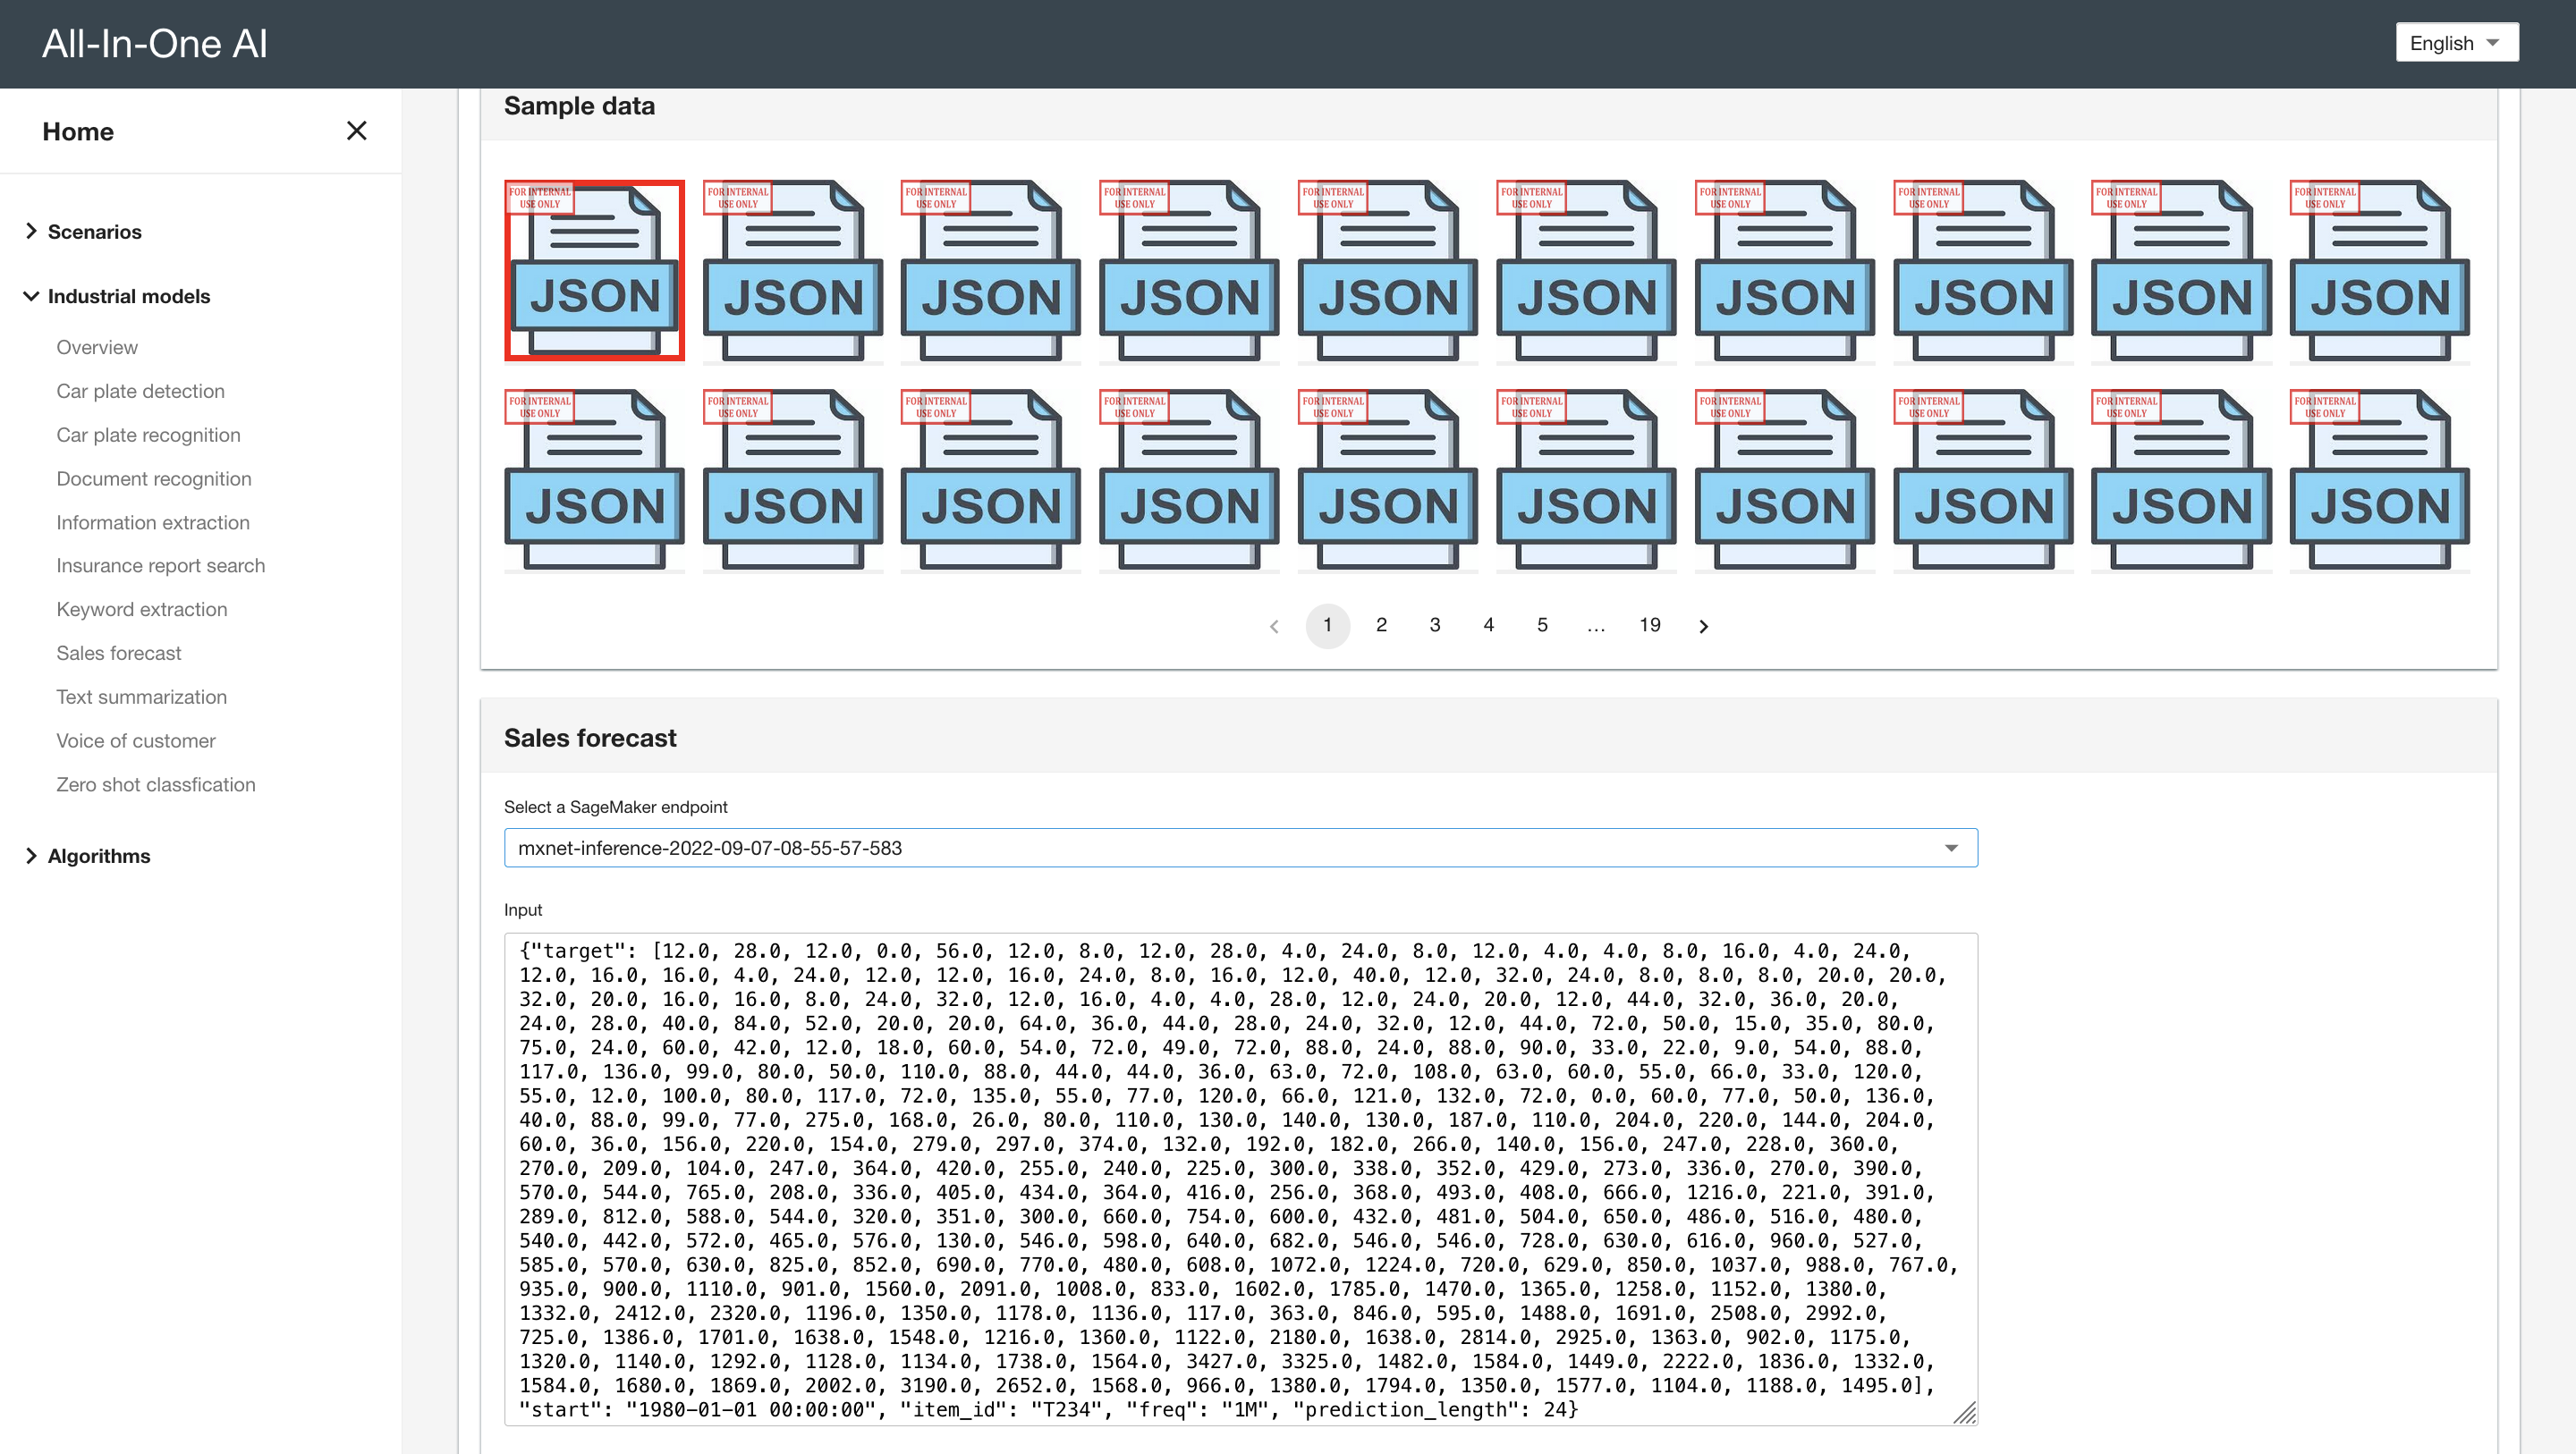 All-In-One AI
English
Home
Scenarios
Industrial models
Overview
Car plate detection
Car plate recognition
Document recognition
Information extraction
Insurance report search
Keyword extraction
Sales forecast
Text summarization
Voice of customer
Zero shot classfication
Algorithms
Sample data
FOR INTERNAL
USE ONLY
JSON
FOR INTERNAL
USE ONLY
JSON
FOR INTERNAL
USE ONLY
JSON
FOR INTERNAL
USE ONLY
JSON
FOR INTERNAL
USE ONLY
JSON
FOR INTERNAL
USE ONLY
JSON
FOR INTERNAL
USE ONLY
JSON
FOR INTERNAL
USE ONLY
JSON
FOR INTERNAL
USE ONLY
JSON
FOR INTERNAL
USE ONLY
JSON
FOR INTERNAL
USE ONLY
JSON
FOR INTERNAL
USE ONLY
JSON
FOR INTERNAL
USE ONLY
JSON
FOR INTERNAL
USE ONLY
JSON
FOR INTERNAL
USE ONLY
JSON
FOR INTERNAL
USE ONLY
JSON
FOR INTERNAL
USE ONLY
JSON
FOR INTERNAL
USE ONLY
JSON
FOR INTERNAL
USE ONLY
JSON
FOR INTERNAL
USE ONLY
JSON
1 2 3 4 5 ... 19
Sales forecast
Select a SageMaker endpoint
mxnet-inference-2022-09-07-08-55-57-583
Input
{"target": [12.0, 28.0, 12.0, 0.0, 56.0, 12.0, 8.0, 12.0, 28.0, 4.0, 24.0, 8.0, 12.0, 4.0, 4.0, 8.0, 16.0, 4.0, 24.0,
12.0, 16.0, 16.0, 4.0, 24.0, 12.0, 12.0, 16.0, 24.0, 8.0, 16.0, 12.0, 40.0, 12.0, 32.0, 24.0, 8.0, 8.0, 8.0, 20.0, 20.0,
32.0, 20.0, 16.0, 16.0, 8.0, 24.0, 32.0, 12.0, 16.0, 4.0, 4.0, 28.0, 12.0, 24.0, 20.0, 12.0, 44.0, 32.0, 36.0, 20.0,
24.0, 28.0, 40.0, 84.0, 52.0, 20.0, 20.0, 64.0, 36.0, 44.0, 28.0, 24.0, 32.0, 12.0, 44.0, 72.0, 50.0, 15.0, 35.0, 80.0,
75.0, 24.0, 60.0, 42.0, 12.0, 18.0, 60.0, 54.0, 72.0, 49.0, 72.0, 88.0, 24.0, 88.0, 90.0, 33.0, 22.0, 9.0, 54.0, 88.0,
117.0, 136.0, 99.0, 80.0, 50.0, 110.0, 88.0, 44.0, 44.0, 36.0, 63.0, 72.0, 108.0, 63.0, 60.0, 55.0, 66.0, 33.0, 120.0,
55.0, 12.0, 100.0, 80.0, 117.0, 72.0, 135.0, 55.0, 77.0, 120.0, 66.0, 121.0, 132.0, 72.0, 0.0, 60.0, 77.0, 50.0, 136.0,
40.0, 88.0, 99.0, 77.0, 275.0, 168.0, 26.0, 80.0, 110.0, 130.0, 140.0, 130.0, 187.0, 110.0, 204.0, 220.0, 144.0, 204.0,
60.0, 36.0, 156.0, 220.0, 154.0, 279.0, 297.0, 374.0, 132.0, 192.0, 182.0, 266.0, 140.0, 156.0, 247.0, 228.0, 360.0,
270.0, 209.0, 104.0, 247.0, 364.0, 420.0, 255.0, 240.0, 225.0, 300.0, 338.0, 352.0, 429.0, 273.0, 336.0, 270.0, 390.0,
570.0, 544.0, 765.0, 208.0, 336.0, 405.0, 434.0, 364.0, 416.0, 256.0, 368.0, 493.0, 408.0, 666.0, 1216.0, 221.0, 391.0,
289.0, 812.0, 588.0, 544.0, 320.0, 351.0, 300.0, 660.0, 754.0, 600.0, 432.0, 481.0, 504.0, 650.0, 486.0, 516.0, 480.0,
540.0, 442.0, 572.0, 465.0, 576.0, 130.0, 546.0, 598.0, 640.0, 682.0, 546.0, 546.0, 728.0, 630.0, 616.0, 960.0, 527.0,
585.0, 570.0, 630.0, 825.0, 852.0, 690.0, 770.0, 480.0, 608.0, 1072.0, 1224.0, 720.0, 629.0, 850.0, 1037.0, 988.0, 767.0,
935.0, 900.0, 1110.0, 901.0, 1560.0, 2091.0, 1008.0, 833.0, 1602.0, 1785.0, 1470.0, 1365.0, 1258.0, 1152.0, 1380.0,
1332.0, 2412.0, 2320.0, 1196.0, 1350.0, 1178.0, 1136.0, 117.0, 363.0, 846.0, 595.0, 1488.0, 1691.0, 2508.0, 2992.0,
725.0, 1386.0, 1701.0, 1638.0, 1548.0, 1216.0, 1360.0, 1122.0, 2180.0, 1638.0, 2814.0, 2925.0, 1363.0, 902.0, 1175.0,
1320.0, 1140.0, 1292.0, 1128.0, 1134.0, 1738.0, 1564.0, 3427.0, 3325.0, 1482.0, 1584.0, 1449.0, 2222.0, 1836.0, 1332.0,
1584.0, 1680.0, 1869.0, 2002.0, 3190.0, 2652.0, 1568.0, 966.0, 1380.0, 1794.0, 1350.0, 1577.0, 1104.0, 1188.0, 1495.0],
"start": "1980-01-01 00:00:00", "item_id": "T234", "freq": "1M", "prediction_length": 24}